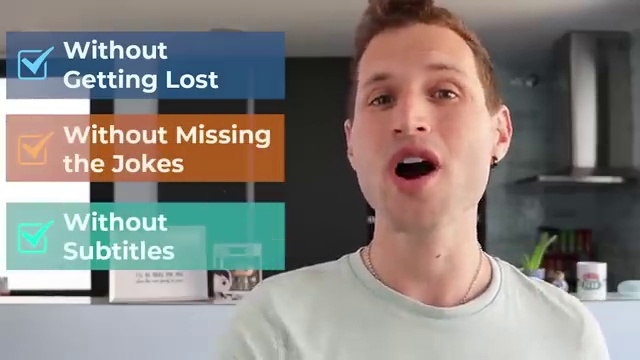 Without
Getting Lost
Without Missing
the Jokes
Without
Subtitles